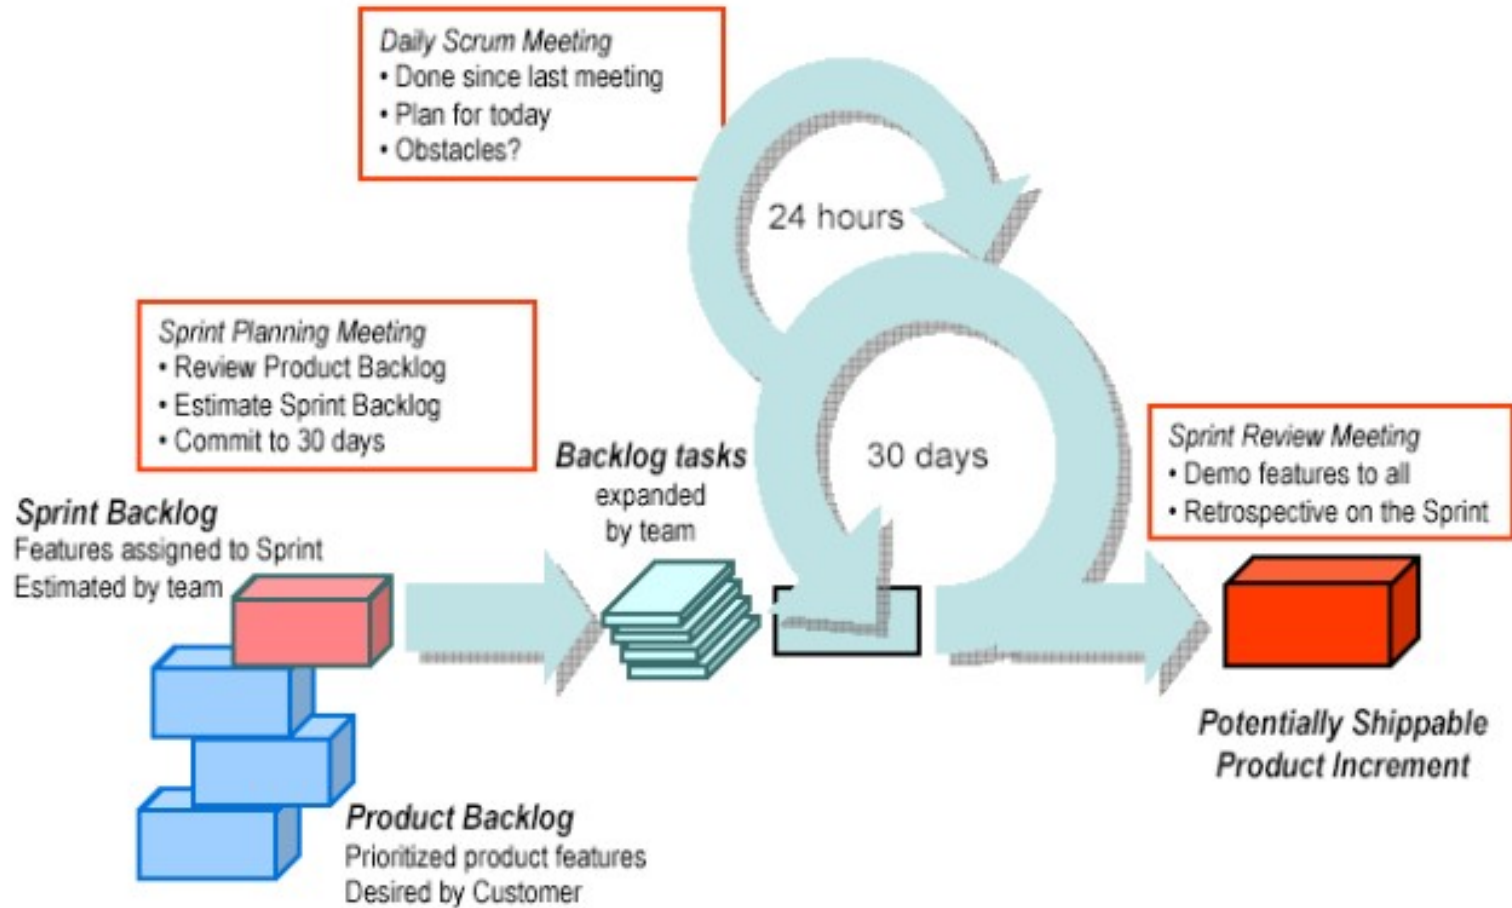 Daily Scrum Meeting
• Done since last meeting
• Plan for today
• Obstacles?
24 hours
Sprint Planning Meeting
• Review Product Backlog
• Estimate Sprint Backlog
• Commit to 30 days
Backlog tasks
expanded
by team
30 days
Sprint Review Meeting
• Demo features to all
• Retrospective on the Sprint
Sprint Backlog
Features assigned to Sprint
Estimated by team
Potentially Shippable
Product Increment
Product Backlog
Prioritized product features
Desired by Customer